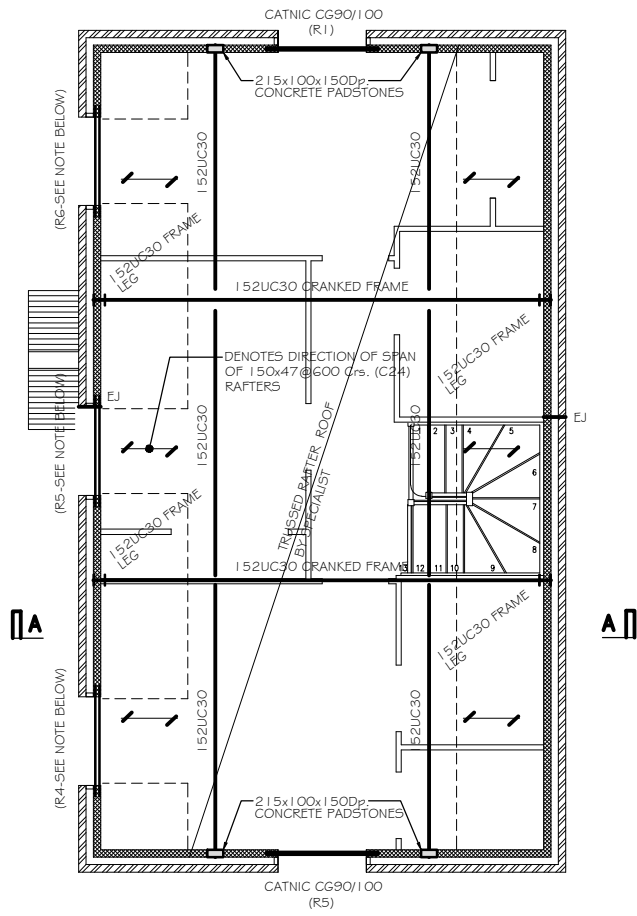 CATNIC CG90/100
(R1)
215x100x150Dp.
CONCRETE PADSTONES
(R6-SEE NOTE BELOW)
152UC30
152UC30
152UC30 FRAME
LEG
152UC30 CRANKED FRAME
DENOTES DIRECTION OF SPAN
OF 150x47@600 Crs. (C24)
RAFTERS
152UC30 FRAME
LEG
EJ
EJ
(R5-SEE NOTE BELOW)
152UC30
152UC30
TRUSSED RAFTER ROOF
BY SPECIALIST
1 2 3 4 5
6
7
8
13 12 11 10 9
152UC30 FRAME
LEG
152UC30 CRANKED FRAME
A
A
152UC30 FRAME
LEG
(R4-SEE NOTE BELOW)
152UC30
152UC30
215x100x150Dp.
CONCRETE PADSTONES
CATNIC CG90/100
(R5)